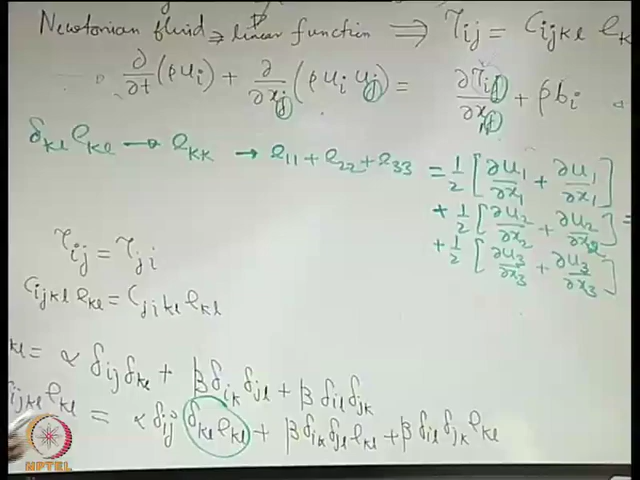 Newtonian fluid ⇒ linear function ⟹ τij = Cijkl ek
∂/∂t (ρui) + ∂/∂xj (ρui uj) = ∂τij/∂xj + ρbi
δkl ekl → ekk → e11 + e22 + e33 = 1/2 [∂u1/∂x1 + ∂u1/∂x1]
+ 1/2 [∂u2/∂x2 + ∂u2/∂x2] =
+ 1/2 [∂u3/∂x3 + ∂u3/∂x3]
τij = τji
Cijkl ekl = Cjikl ekl
kl = α δij δkl + β δik δjl + β δil δjk
ijkl ekl = α δij δkl ekl + β δik δjl ekl + β δil δjk ekl
NPTEL